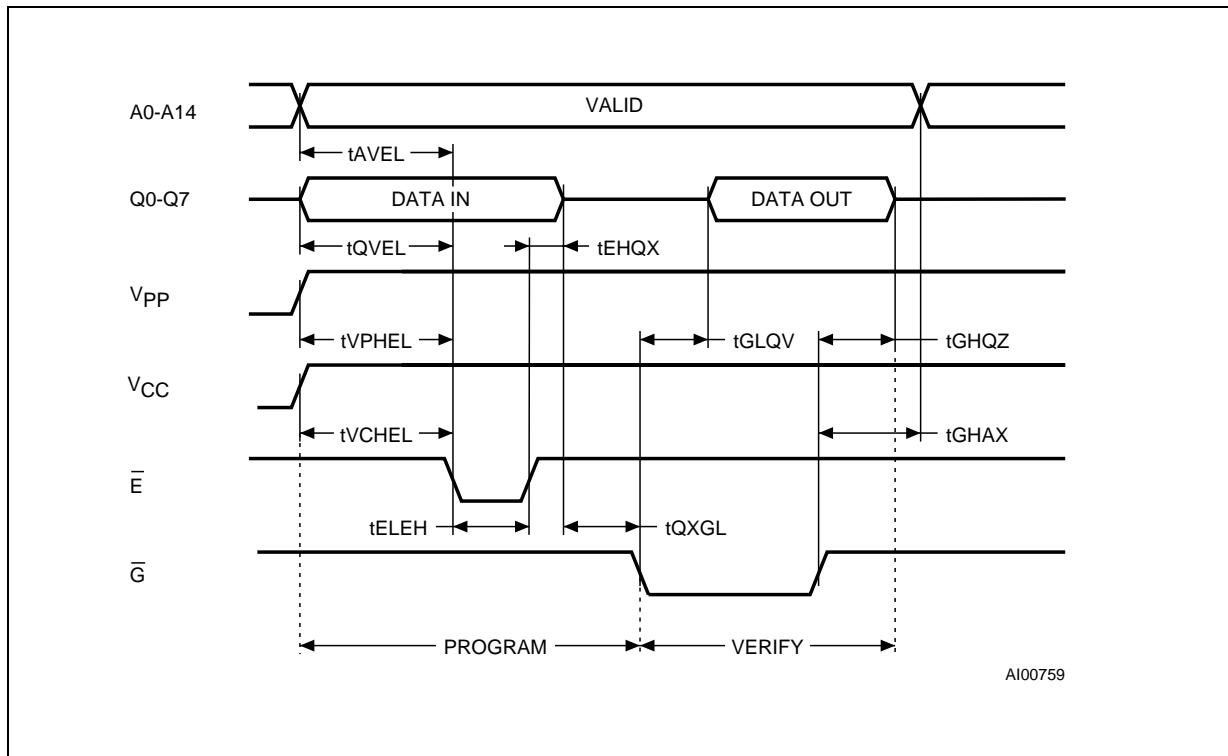 A0-A14
VALID
tAVEL
Q0-Q7
DATA IN
DATA OUT
tQVEL
tEHQX
VPP
tVPHEL
tGLQV
tGHQZ
VCC
tVCHEL
tGHAX
E̅
tELEH
tQXGL
G̅
PROGRAM
VERIFY
AI00759